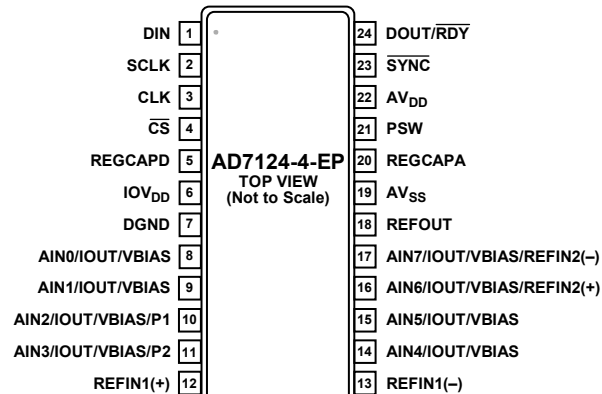 DIN 1
SCLK 2
CLK 3
CS 4
REGCAPD 5
IOVDD 6
DGND 7
AIN0/IOUT/VBIAS 8
AIN1/IOUT/VBIAS 9
AIN2/IOUT/VBIAS/P1 10
AIN3/IOUT/VBIAS/P2 11
REFIN1(+) 12
AD7124-4-EP
TOP VIEW
(Not to Scale)
24 DOUT/RDY
23 SYNC
22 AVDD
21 PSW
20 REGCAPA
19 AVSS
18 REFOUT
17 AIN7/IOUT/VBIAS/REFIN2(–)
16 AIN6/IOUT/VBIAS/REFIN2(+)
15 AIN5/IOUT/VBIAS
14 AIN4/IOUT/VBIAS
13 REFIN1(–)